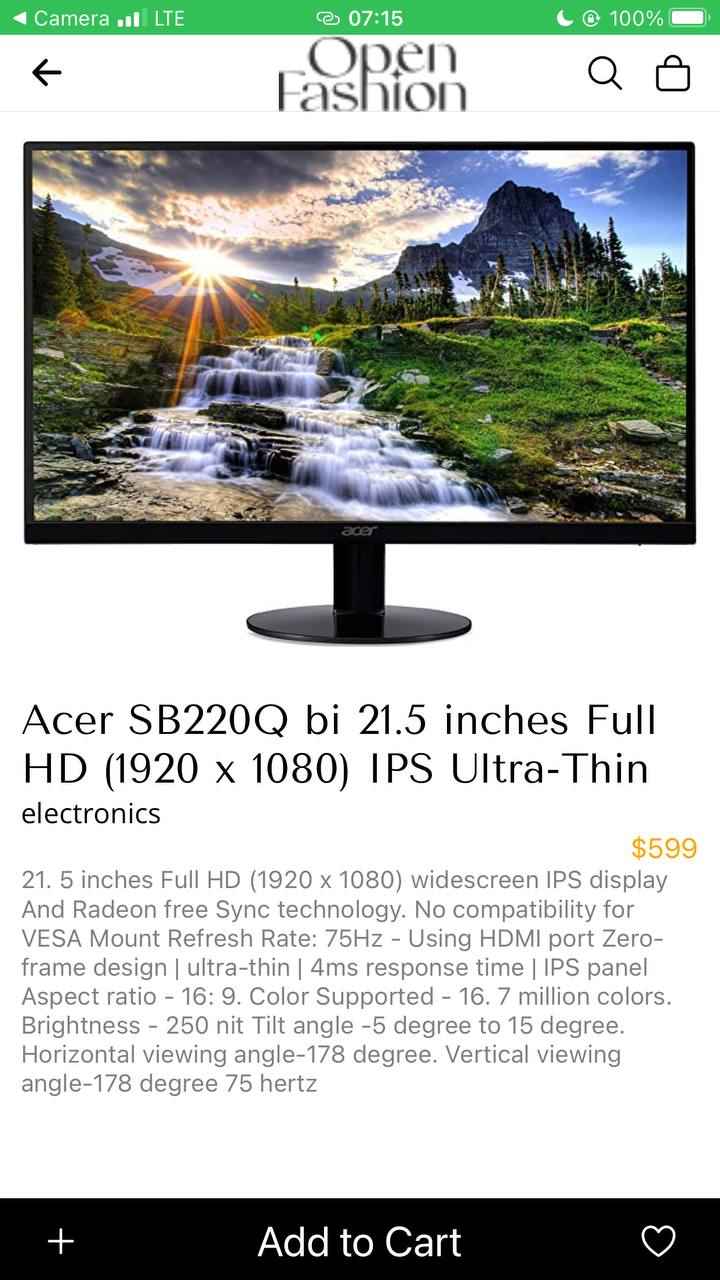 Camera LTE 07:15 100%
Open
Fashion
acer
Acer SB220Q bi 21.5 inches Full
HD (1920 x 1080) IPS Ultra-Thin
electronics
$599
21. 5 inches Full HD (1920 x 1080) widescreen IPS display
And Radeon free Sync technology. No compatibility for
VESA Mount Refresh Rate: 75Hz - Using HDMI port Zero-
frame design | ultra-thin | 4ms response time | IPS panel
Aspect ratio - 16: 9. Color Supported - 16. 7 million colors.
Brightness - 250 nit Tilt angle -5 degree to 15 degree.
Horizontal viewing angle-178 degree. Vertical viewing
angle-178 degree 75 hertz
Add to Cart